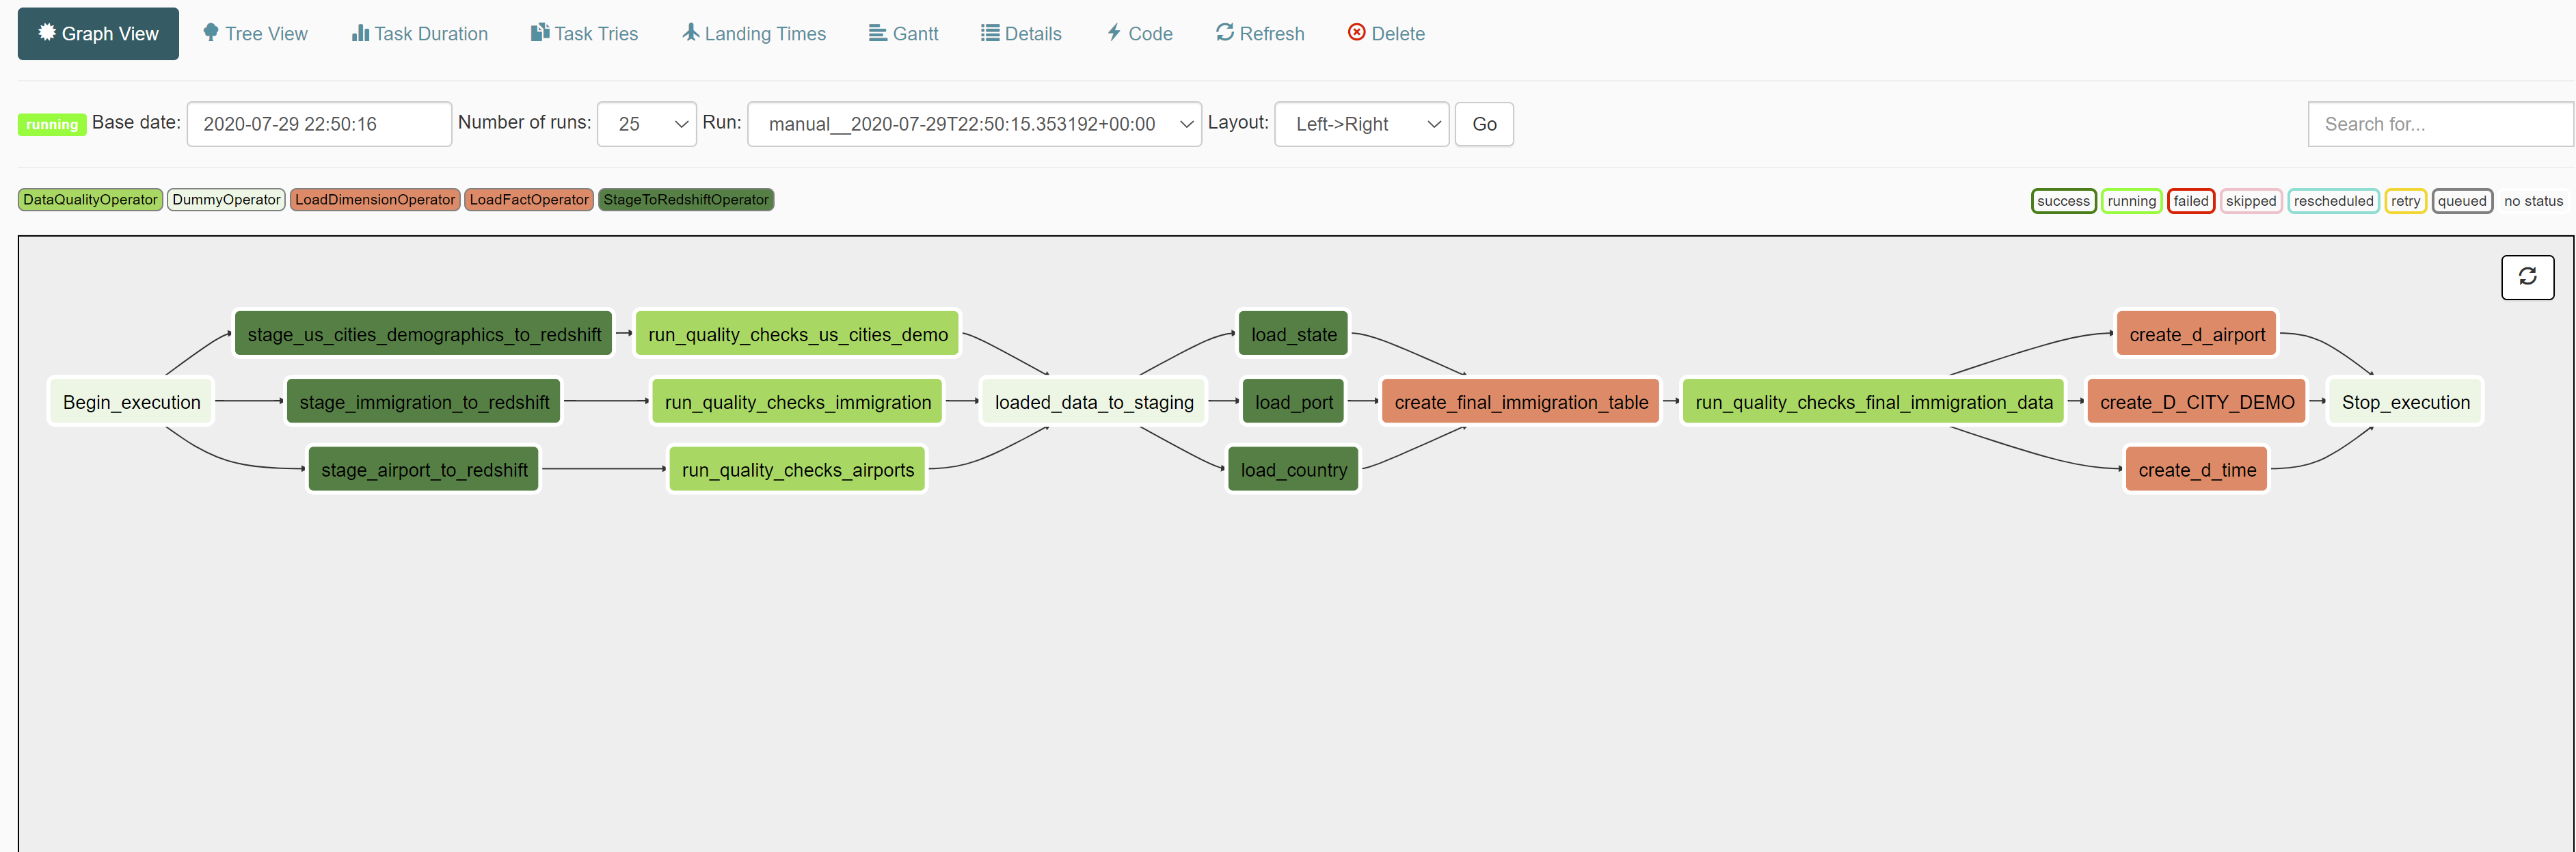 Graph View Tree View Task Duration Task Tries Landing Times Gantt Details Code Refresh Delete
running Base date: 2020-07-29 22:50:16 Number of runs: 25 Run: manual__2020-07-29T22:50:15.353192+00:00 Layout: Left->Right Go Search for...
DataQualityOperator DummyOperator LoadDimensionOperator LoadFactOperator StageToRedshiftOperator success running failed skipped rescheduled retry queued no status
stage_us_cities_demographics_to_redshift run_quality_checks_us_cities_demo load_state create_d_airport
Begin_execution stage_immigration_to_redshift run_quality_checks_immigration loaded_data_to_staging load_port create_final_immigration_table run_quality_checks_final_immigration_data create_D_CITY_DEMO Stop_execution
stage_airport_to_redshift run_quality_checks_airports load_country create_d_time